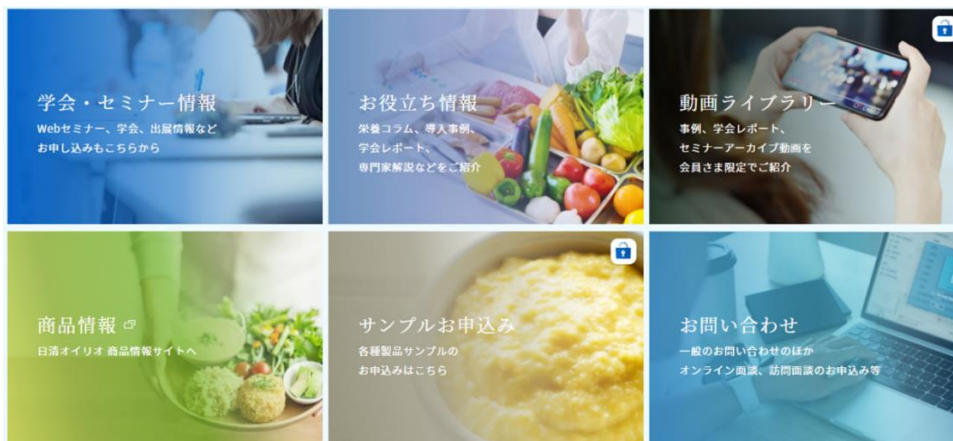 学会・セミナー情報
Webセミナー、学会、出展情報など
お申し込みもこちらから
お役立ち情報
栄養コラム、導入事例、
学会レポート、
専門家解説などをご紹介
動画ライブラリー
事例、学会レポート、
セミナーアーカイブ動画を
会員さま限定でご紹介
商品情報
日清オイリオ 商品情報サイトへ
サンプルお申込み
各種製品サンプルの
お申込みはこちら
お問い合わせ
一般のお問い合わせのほか
オンライン面談、訪問面談のお申込み等